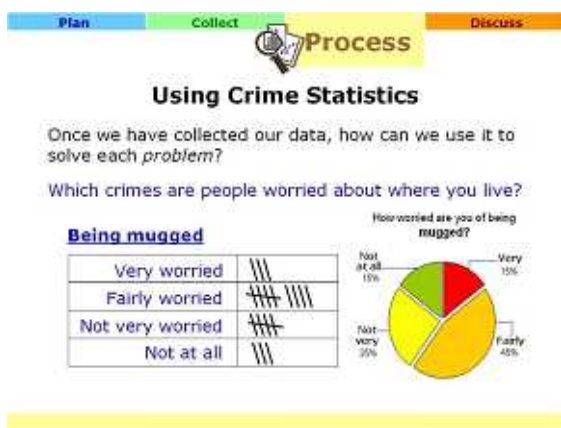 Plan
Collect
Process
Discuss
Using Crime Statistics
Once we have collected our data, how can we use it to
solve each problem?
Which crimes are people worried about where you live?
Being mugged
Very worried
Fairly worried
Not very worried
Not at all
How worried are you of being
mugged?
Not
at all
15%
Very
15%
Not
very
25%
Fairly
45%